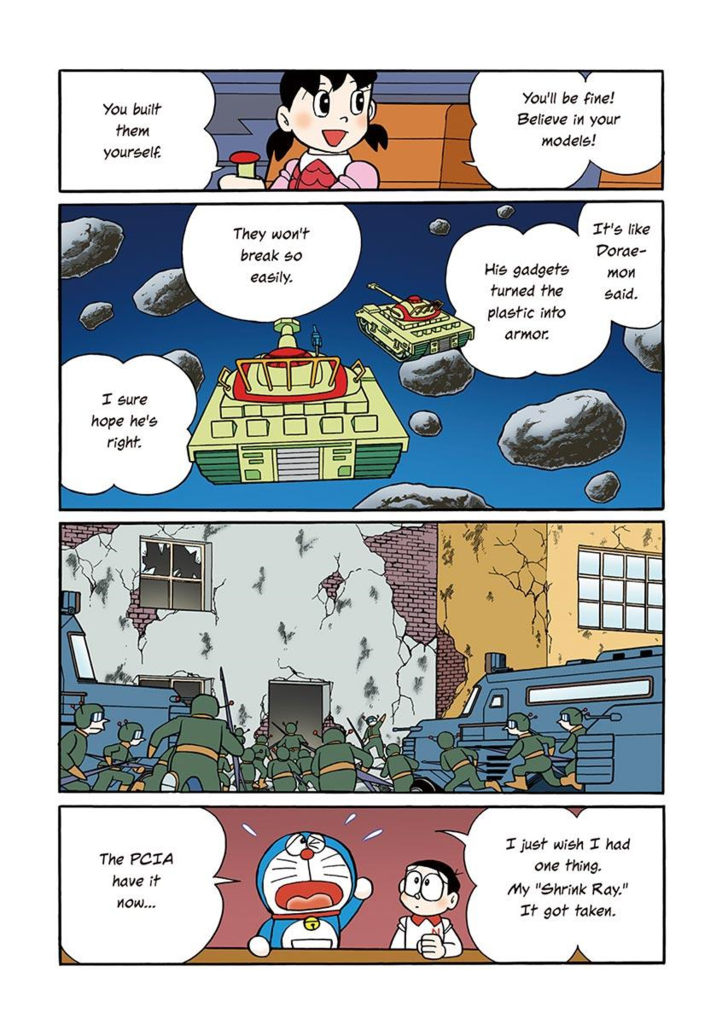 You'll be fine!
Believe in your
models!
You built
them
yourself.
It's like
Dorae-
mon
said.
His gadgets
turned the
plastic into
armor.
They won't
break so
easily.
I sure
hope he's
right.
I just wish I had
one thing.
My "Shrink Ray."
It got taken.
N
The PCIA
have it
now...